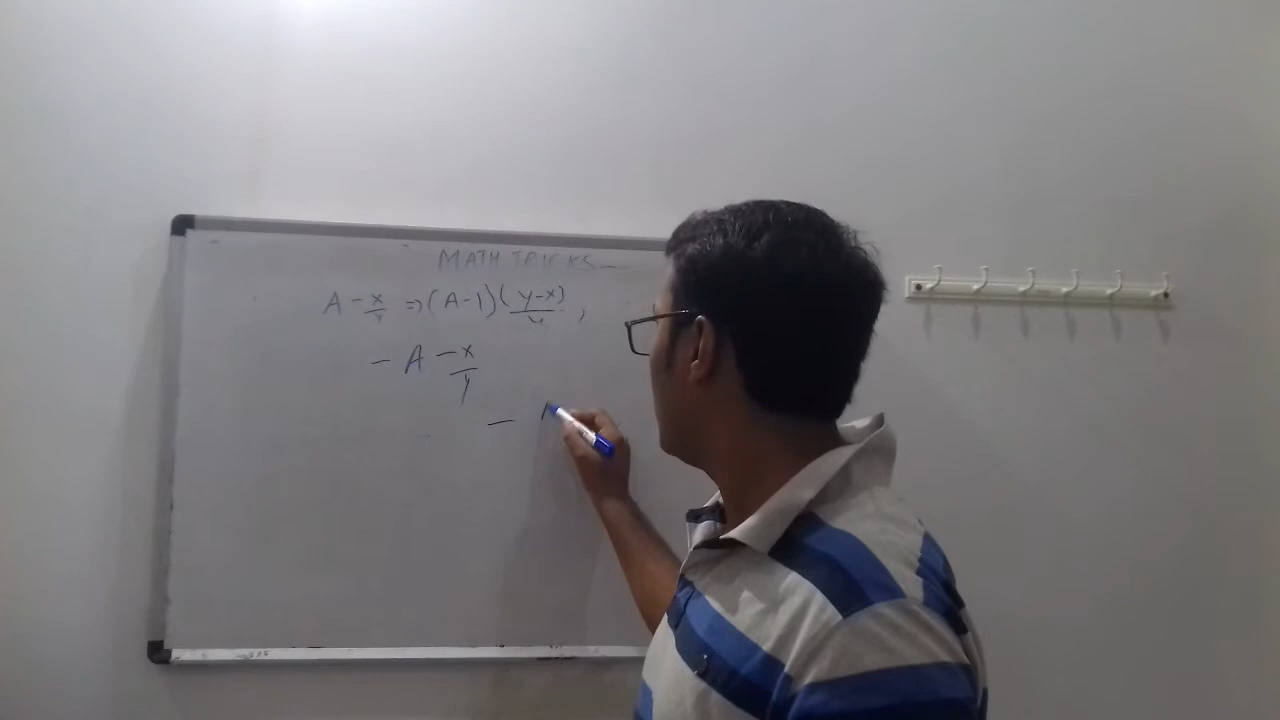 MATH TRICKS
A - x/y => (A-1) (y-x)/y ,
- A - x/y
-